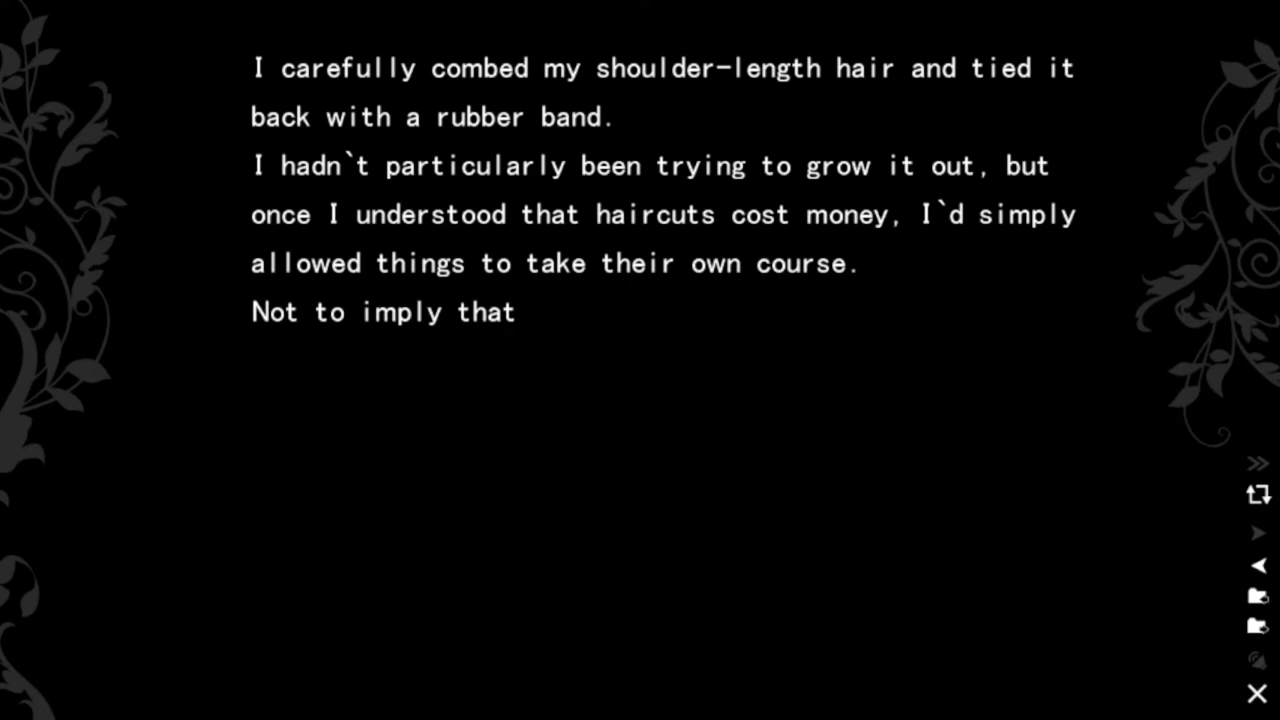 I carefully combed my shoulder-length hair and tied it
back with a rubber band.
I hadn`t particularly been trying to grow it out, but
once I understood that haircuts cost money, I`d simply
allowed things to take their own course.
Not to imply that